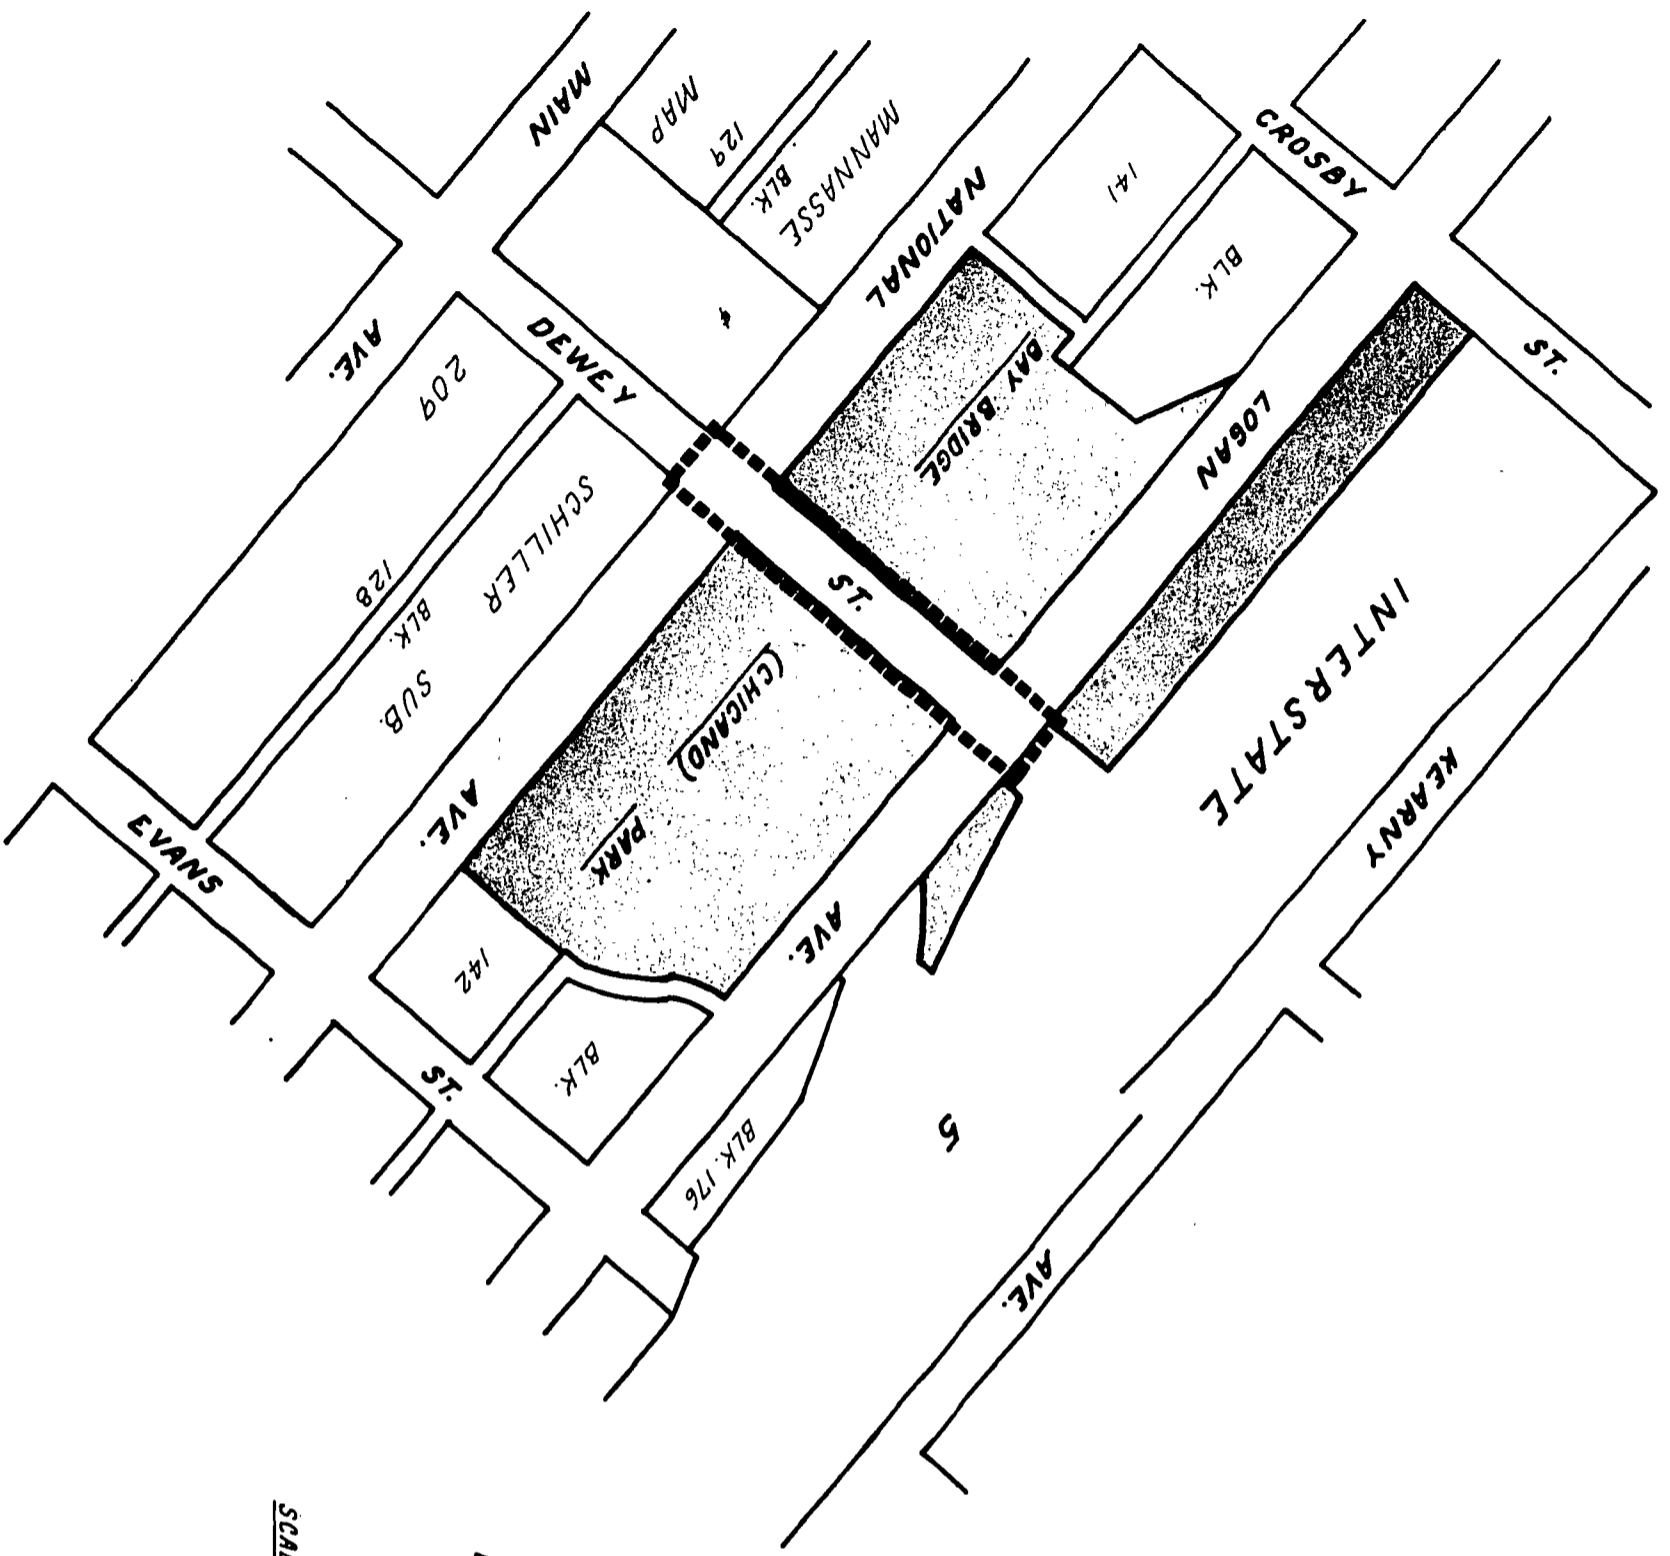 MAIN
AVE.
MANNASSE
BLK. 129
MAP
NATIONAL
AVE.
141
BLK.
CROSBY
ST.
DEWEY
ST.
209
128
BLK.
SCHILLER
SUB.
BAY BRIDGE
(CHICANO)
PARK
LOGAN
AVE.
INTERSTATE
5
KEARNY
AVE.
EVANS
ST.
142
BLK.
BLK. 176